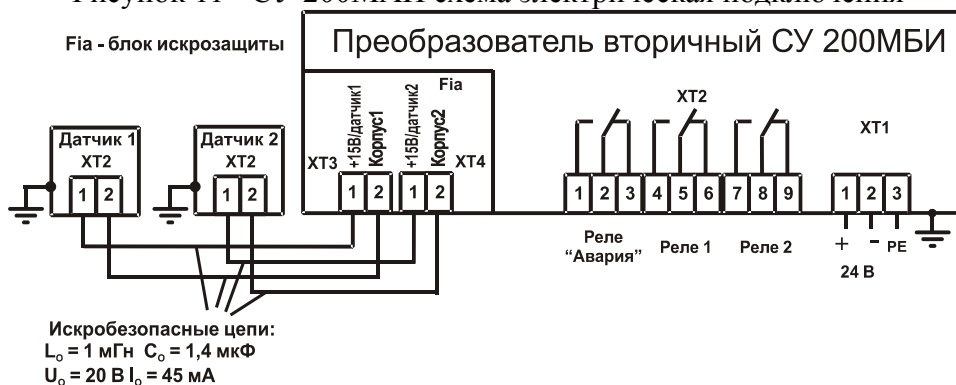 Рисунок 11 - СУ 200МАИ схема электрическая подключения
Fia - блок искрозащиты
Преобразователь вторичный СУ 200МБИ
Fia
+15В/датчик1
Корпус1
+15В/датчик2
Корпус2
XT3
XT4
1 2
1 2
Датчик 1
XT2
1 2
Датчик 2
XT2
1 2
XT2
1 2 3 4 5 6 7 8 9
Реле "Авария"
Реле 1
Реле 2
XT1
1 2 3
+ - PE
24 В
Искробезопасные цепи:
Lo = 1 мГн Co = 1,4 мкФ
Uo = 20 В Io = 45 мА